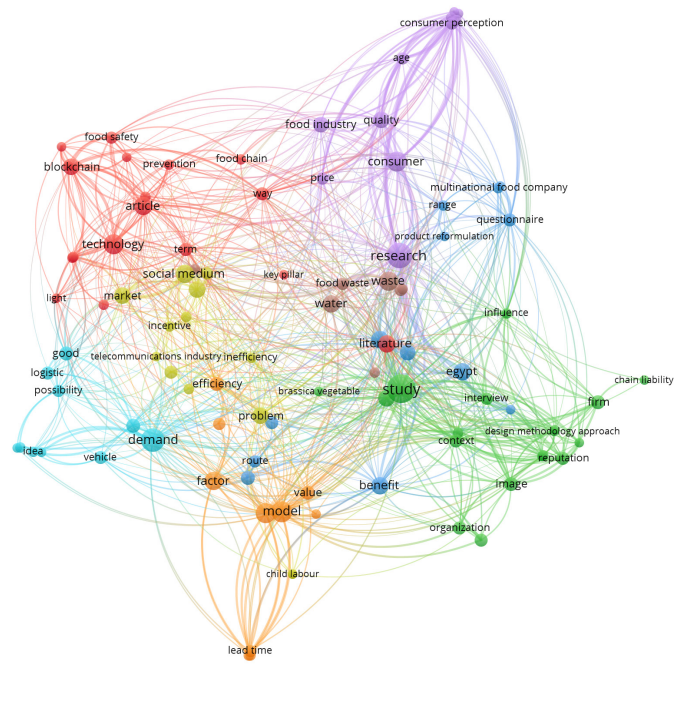 consumer perception
age
food industry
quality
food safety
food chain
blockchain
prevention
consumer
price
multinational food company
way
range
article
questionnaire
product reformulation
technology
term
research
social medium
key pillar
food waste
waste
light
market
water
influence
incentive
literature
good
telecommunications industry
inefficiency
logistic
egypt
efficiency
chain liability
possibility
brassica vegetable
study
interview
firm
problem
design methodology approach
demand
context
idea
vehicle
route
reputation
factor
benefit
image
value
model
organization
child labour
lead time